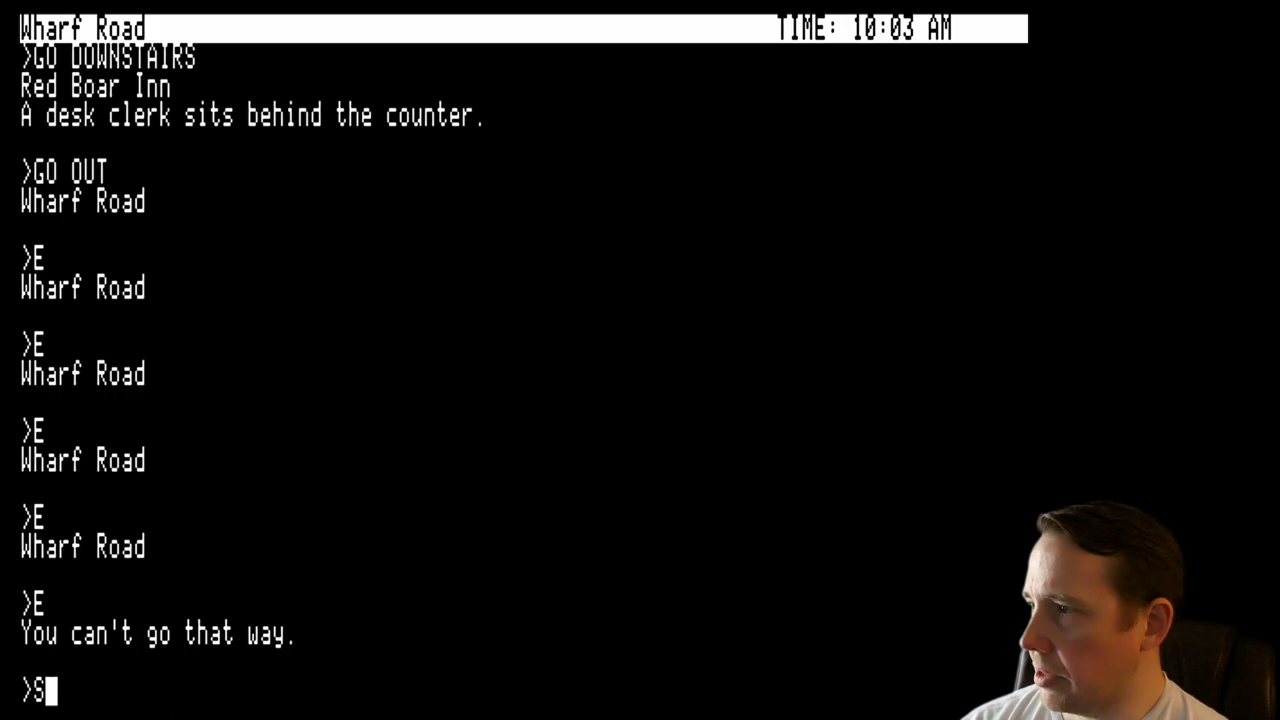 Wharf Road TIME: 10:03 AM
>GO DOWNSTAIRS
Red Boar Inn
A desk clerk sits behind the counter.
>GO OUT
Wharf Road
>E
Wharf Road
>E
Wharf Road
>E
Wharf Road
>E
Wharf Road
>E
You can't go that way.
>S